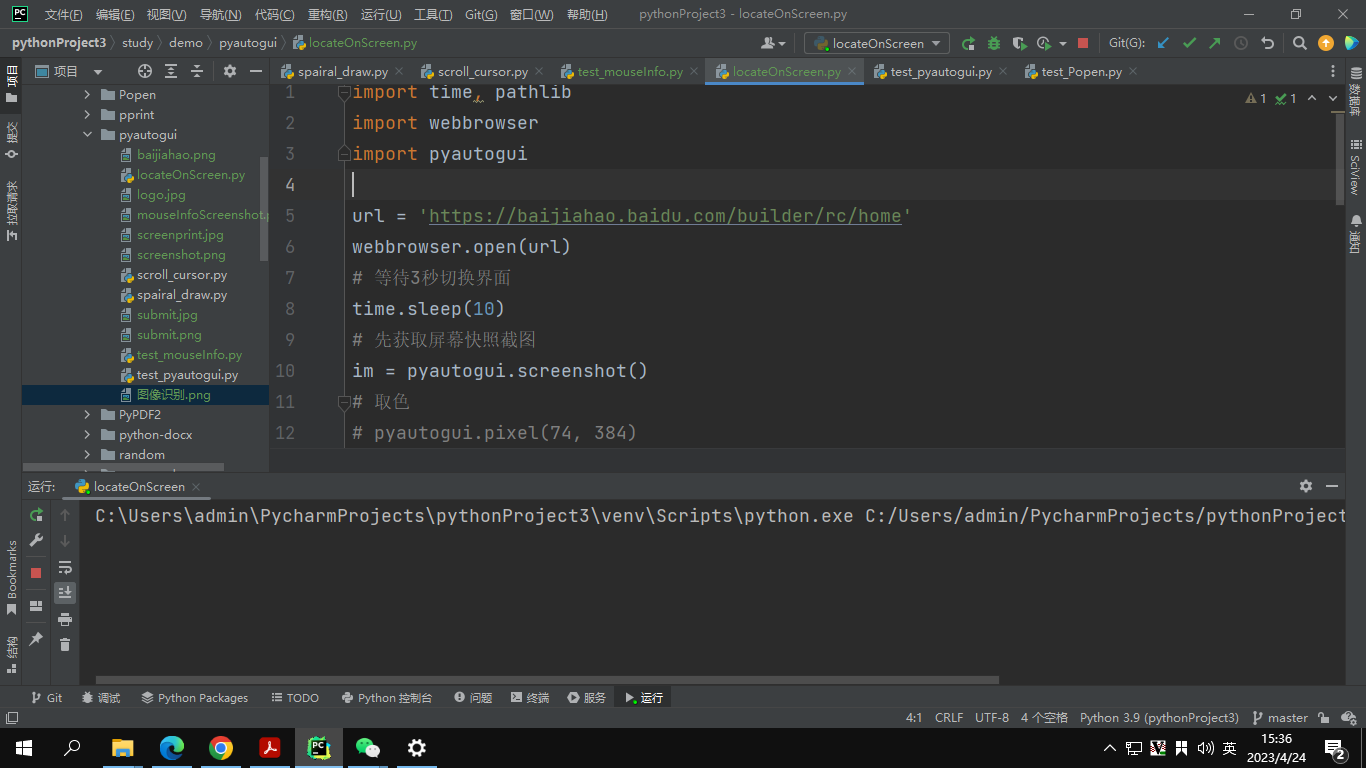 PC 文件(F) 编辑(E) 视图(V) 导航(N) 代码(C) 重构(R) 运行(U) 工具(T) Git(G) 窗口(W) 帮助(H) pythonProject3 - locateOnScreen.py
pythonProject3 study demo pyautogui locateOnScreen.py
locateOnScreen
Git(G):
项目
提交
拉取请求
Bookmarks
结构
项目
Popen
pprint
pyautogui
baijiahao.png
locateOnScreen.py
logo.jpg
mouseInfoScreenshot.
screenprint.jpg
screenshot.png
scroll_cursor.py
spairal_draw.py
submit.jpg
submit.png
test_mouseInfo.py
test_pyautogui.py
图像识别.png
PyPDF2
python-docx
random
spairal_draw.py scroll_cursor.py test_mouseInfo.py locateOnScreen.py test_pyautogui.py test_Popen.py
1 import time, pathlib
2 import webbrowser
3 import pyautogui
4
5 url = 'https://baijiahao.baidu.com/builder/rc/home'
6 webbrowser.open(url)
7 # 等待3秒切换界面
8 time.sleep(10)
9 # 先获取屏幕快照截图
10 im = pyautogui.screenshot()
11 # 取色
12 # pyautogui.pixel(74, 384)
1 1
数据库
SciView
通知
运行: locateOnScreen
C:\Users\admin\PycharmProjects\pythonProject3\venv\Scripts\python.exe C:/Users/admin/PycharmProjects/pythonProject
Git 调试 Python Packages TODO Python 控制台 问题 终端 服务 运行
4:1 CRLF UTF-8 4 个空格 Python 3.9 (pythonProject3) master
PC
英
15:36
2023/4/24
2